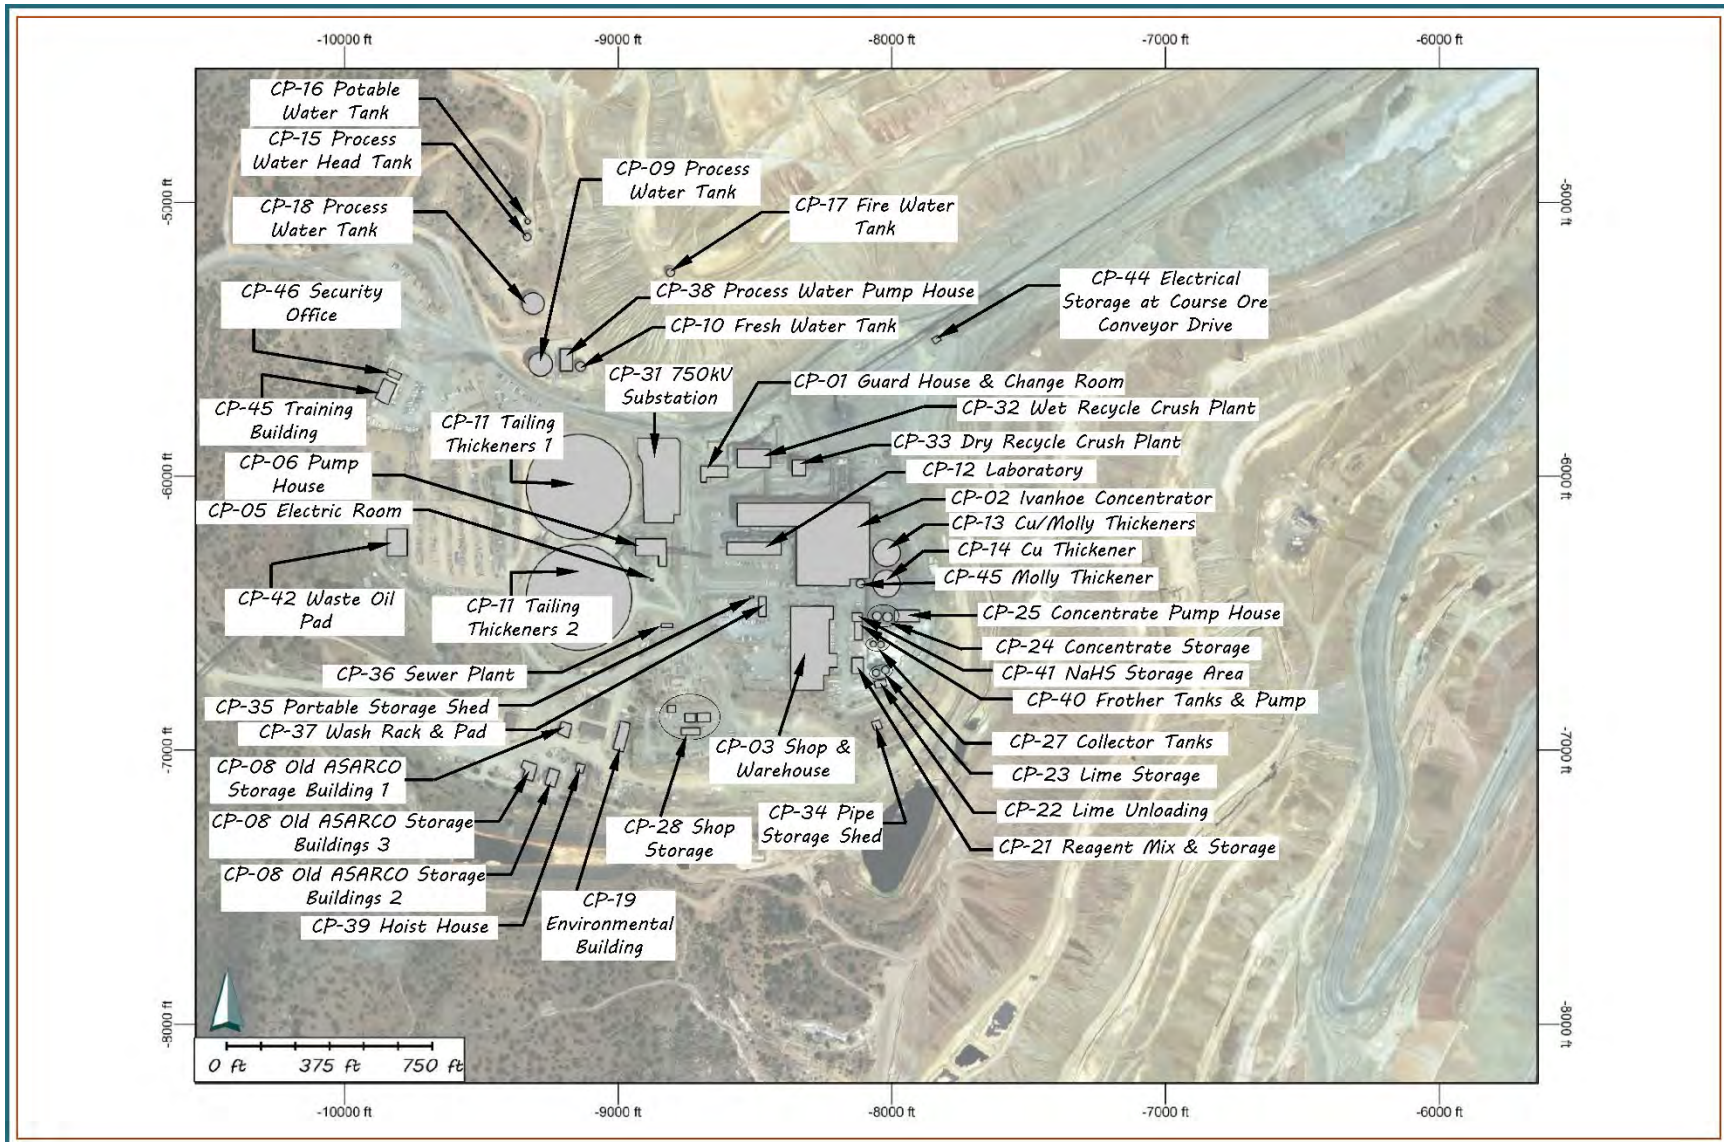 -10000 ft
-9000 ft
-8000 ft
-7000 ft
-6000 ft
CP-16 Potable
Water Tank
CP-15 Process
Water Head Tank
CP-18 Process
Water Tank
CP-09 Process
Water Tank
CP-17 Fire Water
Tank
CP-38 Process Water Pump House
CP-10 Fresh Water Tank
CP-44 Electrical
Storage at Course Ore
Conveyor Drive
CP-46 Security
Office
CP-45 Training
Building
CP-31 750kV
Substation
CP-01 Guard House & Change Room
CP-32 Wet Recycle Crush Plant
CP-33 Dry Recycle Crush Plant
CP-12 Laboratory
CP-11 Tailing
Thickeners 1
CP-06 Pump
House
CP-05 Electric Room
CP-02 Ivanhoe Concentrator
CP-13 Cu/Molly Thickeners
CP-14 Cu Thickener
CP-45 Molly Thickener
CP-42 Waste Oil
Pad
CP-11 Tailing
Thickeners 2
CP-25 Concentrate Pump House
CP-24 Concentrate Storage
CP-41 NaHS Storage Area
CP-40 Frother Tanks & Pump
CP-36 Sewer Plant
CP-35 Portable Storage Shed
CP-37 Wash Rack & Pad
CP-27 Collector Tanks
CP-23 Lime Storage
CP-22 Lime Unloading
CP-21 Reagent Mix & Storage
CP-03 Shop &
Warehouse
CP-34 Pipe
Storage Shed
CP-08 Old ASARCO
Storage Building 1
CP-08 Old ASARCO Storage
Buildings 3
CP-08 Old ASARCO Storage
Buildings 2
CP-39 Hoist House
CP-28 Shop
Storage
CP-19
Environmental
Building
-5000 ft
-6000 ft
-7000 ft
-8000 ft
-5000 ft
-6000 ft
-7000 ft
-8000 ft
0 ft
375 ft
750 ft
-10000 ft
-9000 ft
-8000 ft
-7000 ft
-6000 ft